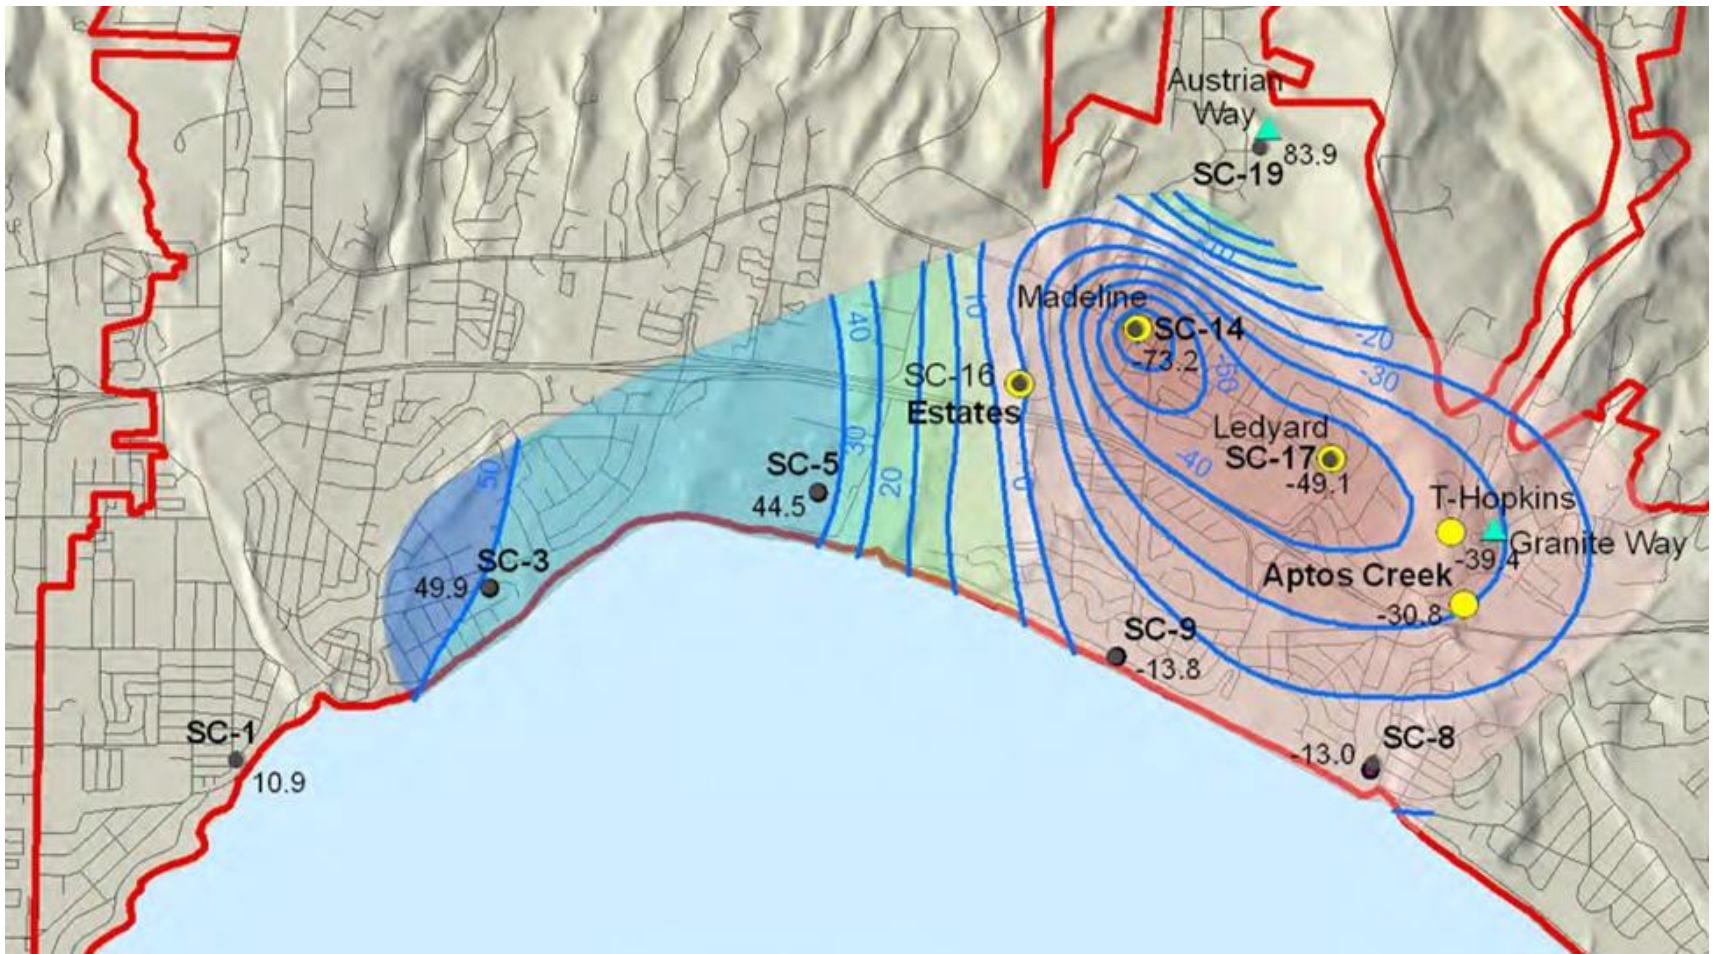 Austrian
Way
83.9
SC-19
-10
Madeline
10
40
SC-14
-20
-73.2
-50
-30
SC-16
Estates
Ledyard
SC-17
30
SC-5
-40
50
20
0
-49.1
44.5
T-Hopkins
Granite Way
-39.4
SC-3
49.9
Aptos Creek
-30.8
SC-9
-13.8
SC-1
10.9
SC-8
-13.0